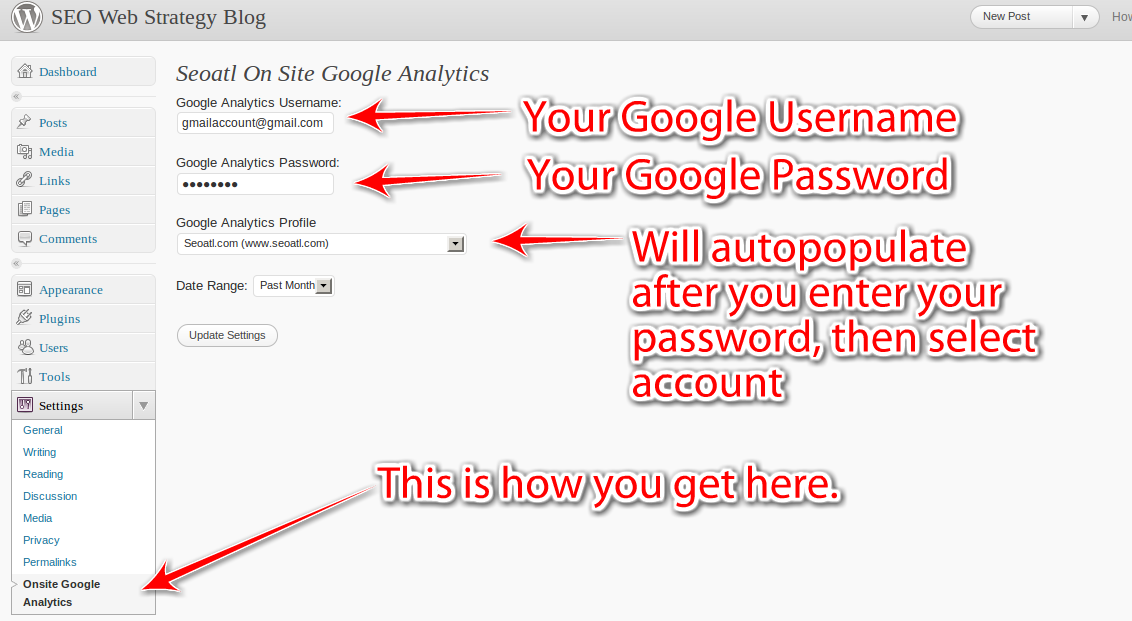 SEO Web Strategy Blog
New Post
How
Dashboard
Posts
Media
Links
Pages
Comments
Appearance
Plugins
Users
Tools
Settings
General
Writing
Reading
Discussion
Media
Privacy
Permalinks
Onsite Google
Analytics
Seoatl On Site Google Analytics
Google Analytics Username:
gmailaccount@gmail.com
Your Google Username
Google Analytics Password:
••••••••
Your Google Password
Google Analytics Profile
Seoatl.com (www.seoatl.com)
Will autopopulate
after you enter your
password, then select
account
Date Range:
Past Month
Update Settings
This is how you get here.